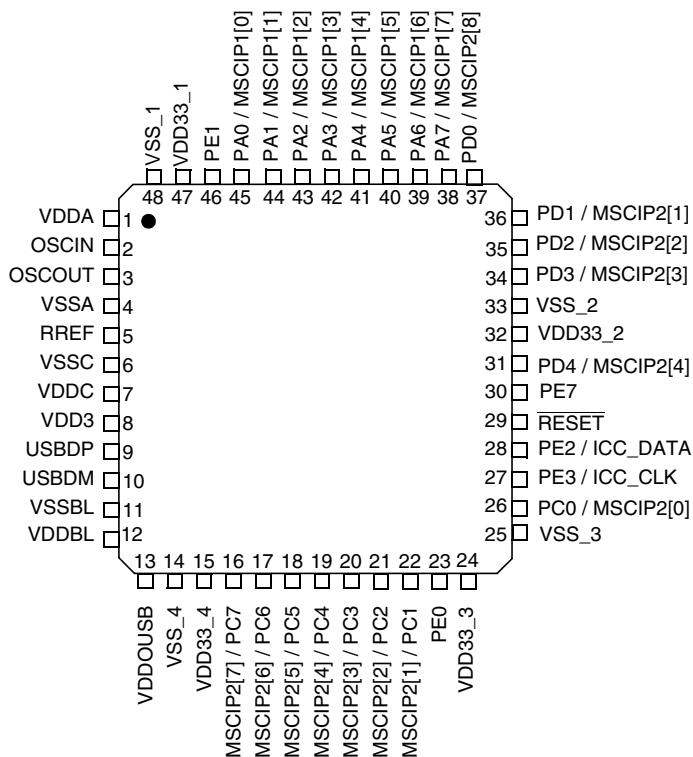 VSS_1
VDD33_1
PE1
PA0 / MSCIP1[0]
PA1 / MSCIP1[1]
PA2 / MSCIP1[2]
PA3 / MSCIP1[3]
PA4 / MSCIP1[4]
PA5 / MSCIP1[5]
PA6 / MSCIP1[6]
PA7 / MSCIP1[7]
PD0 / MSCIP2[8]
48 47 46 45 44 43 42 41 40 39 38 37
VDDA 1
OSCIN 2
OSCOUT 3
VSSA 4
RREF 5
VSSC 6
VDDC 7
VDD3 8
USBDP 9
USBDM 10
VSSBL 11
VDDBL 12
36 PD1 / MSCIP2[1]
35 PD2 / MSCIP2[2]
34 PD3 / MSCIP2[3]
33 VSS_2
32 VDD33_2
31 PD4 / MSCIP2[4]
30 PE7
29 RESET
28 PE2 / ICC_DATA
27 PE3 / ICC_CLK
26 PC0 / MSCIP2[0]
25 VSS_3
13 14 15 16 17 18 19 20 21 22 23 24
VDDOUSB
VSS_4
VDD33_4
MSCIP2[7] / PC7
MSCIP2[6] / PC6
MSCIP2[5] / PC5
MSCIP2[4] / PC4
MSCIP2[3] / PC3
MSCIP2[2] / PC2
MSCIP2[1] / PC1
PE0
VDD33_3